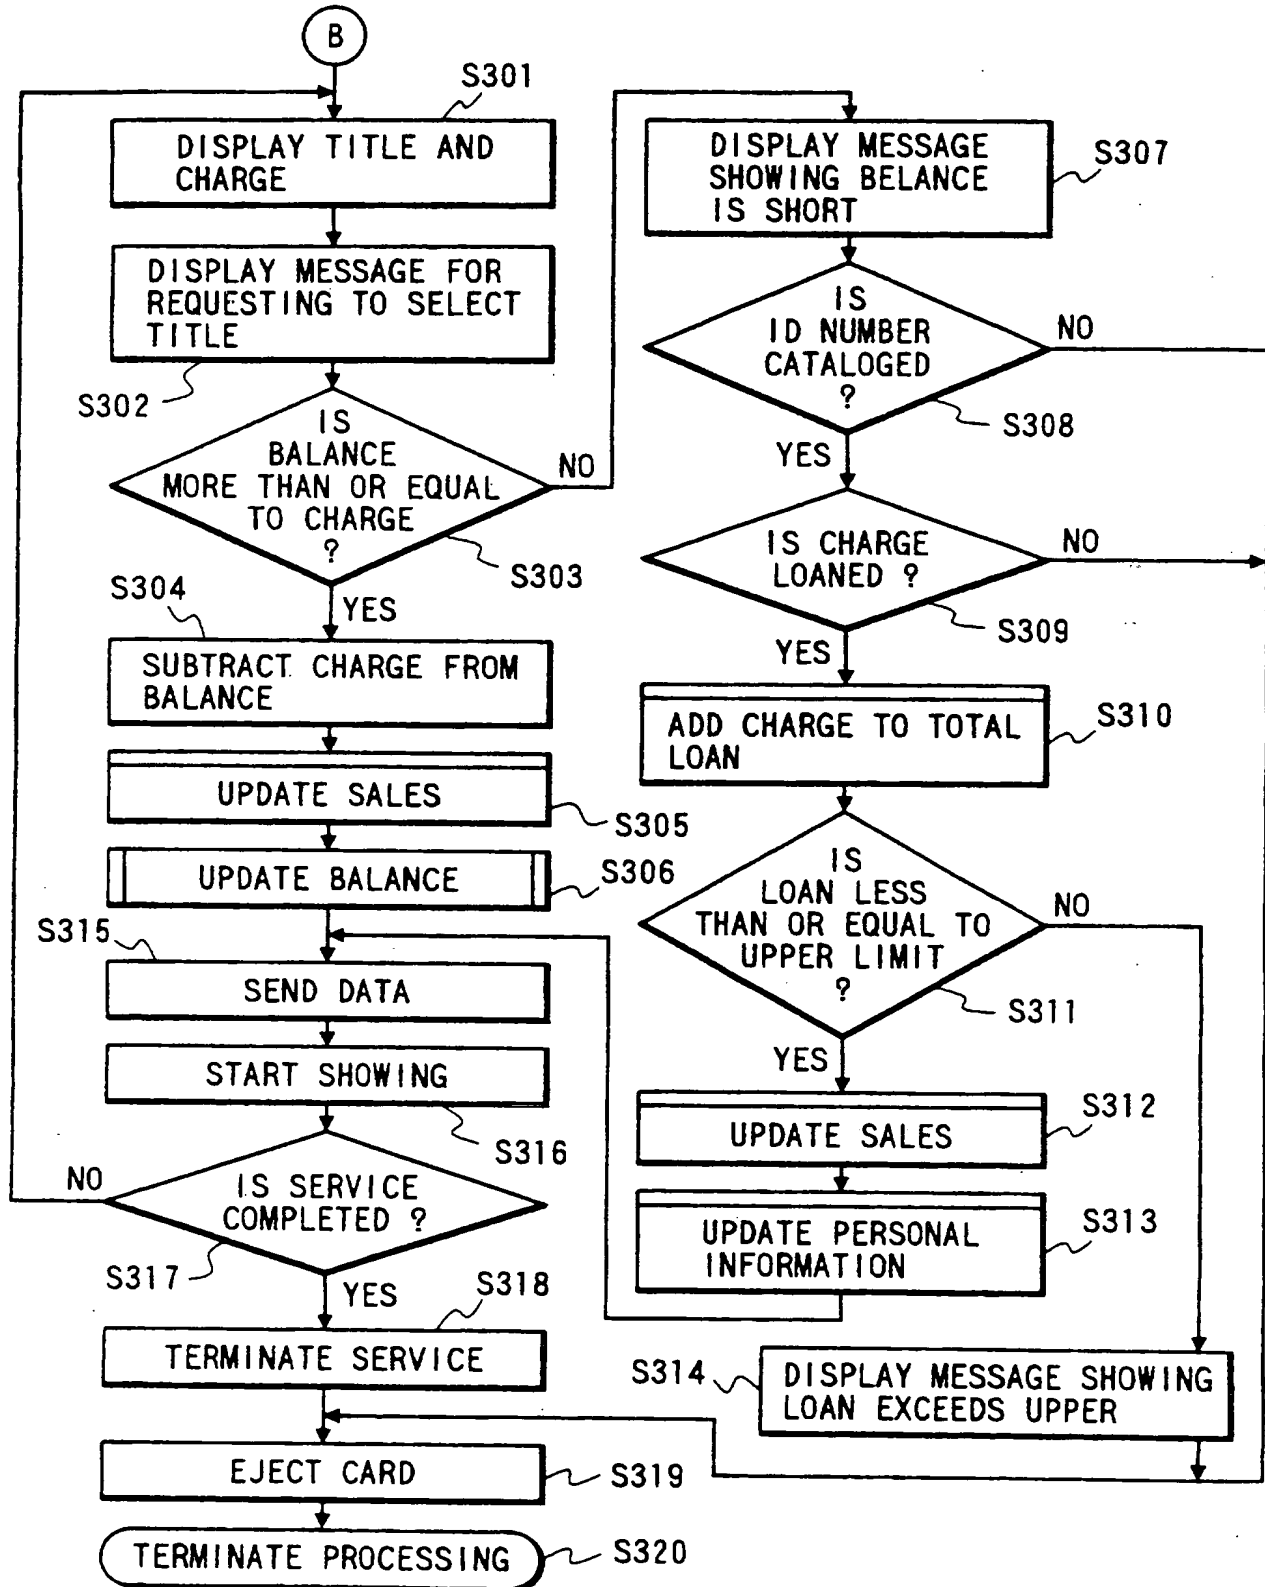 B
S301
DISPLAY TITLE AND
CHARGE
DISPLAY MESSAGE FOR
REQUESTING TO SELECT
TITLE
S302
IS
BALANCE
MORE THAN OR EQUAL
TO CHARGE
?
NO
S303
YES
S304
SUBTRACT CHARGE FROM
BALANCE
UPDATE SALES
S305
UPDATE BALANCE
S306
S315
SEND DATA
START SHOWING
S316
NO
IS SERVICE
COMPLETED ?
S317
YES
S318
TERMINATE SERVICE
EJECT CARD
S319
TERMINATE PROCESSING
S320
DISPLAY MESSAGE
SHOWING BELANCE
IS SHORT
S307
IS
ID NUMBER
CATALOGED
?
NO
S308
YES
IS CHARGE
LOANED ?
NO
S309
YES
ADD CHARGE TO TOTAL
LOAN
S310
IS
LOAN LESS
THAN OR EQUAL TO
UPPER LIMIT
?
NO
S311
YES
UPDATE SALES
S312
UPDATE PERSONAL
INFORMATION
S313
S314
DISPLAY MESSAGE SHOWING
LOAN EXCEEDS UPPER